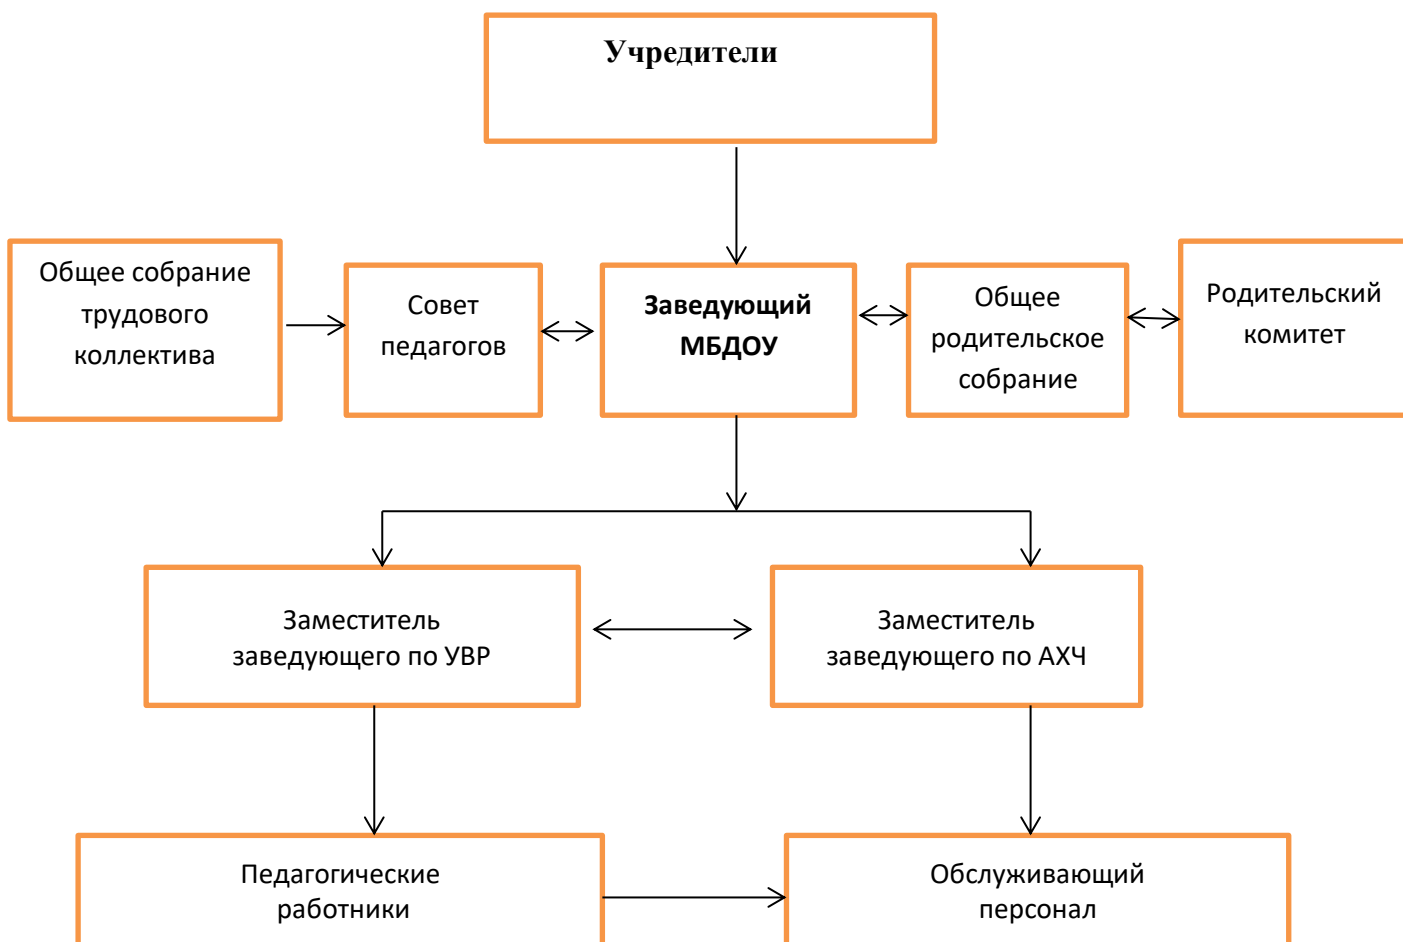 Учредители
Общее собрание
трудового
коллектива
Совет
педагогов
Заведующий
МБДОУ
Общее
родительское
собрание
Родительский
комитет
Заместитель
заведующего по УВР
Заместитель
заведующего по АХЧ
Педагогические
работники
Обслуживающий
персонал